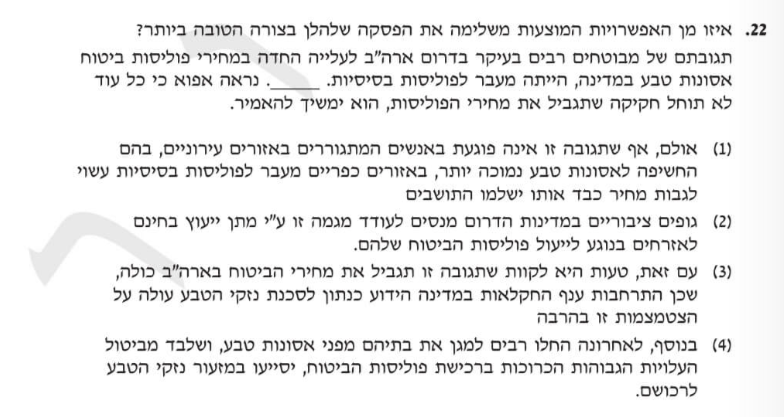 22. איזו מן האפשרויות המוצעות משלימה את הפסקה שלהלן בצורה הטובה ביותר?
תגובתם של מבוטחים רבים בעיקר בדרום ארה"ב לעלייה החדה במחירי פוליסות ביטוח
אסונות טבע במדינה, הייתה מעבר לפוליסות בסיסיות. ______. נראה אפוא כי כל עוד
לא תוחל חקיקה שתגביל את מחירי הפוליסות, הוא ימשיך להאמיר.
(1) אולם, אף שתגובה זו אינה פוגעת באנשים המתגוררים באזורים עירוניים, בהם
החשיפה לאסונות טבע נמוכה יותר, באזורים כפריים מעבר לפוליסות בסיסיות עשוי
לגבות מחיר כבד אותו ישלמו התושבים
(2) גופים ציבוריים במדינות הדרום מנסים לעודד מגמה זו ע"י מתן ייעוץ בחינם
לאזרחים בנוגע לייעול פוליסות הביטוח שלהם.
(3) עם זאת, טעות היא לקוות שתגובה זו תגביל את מחירי הביטוח בארה"ב כולה,
שכן התרחבות ענף החקלאות במדינה הידוע כנתון לסכנת נזקי הטבע עולה על
הצטמצמות זו בהרבה
(4) בנוסף, לאחרונה החלו רבים למגן את בתיהם מפני אסונות טבע, ושלבד מביטול
העלויות הגבוהות הכרוכות ברכישת פוליסות הביטוח, יסייעו במזעור נזקי הטבע
לרכושם.